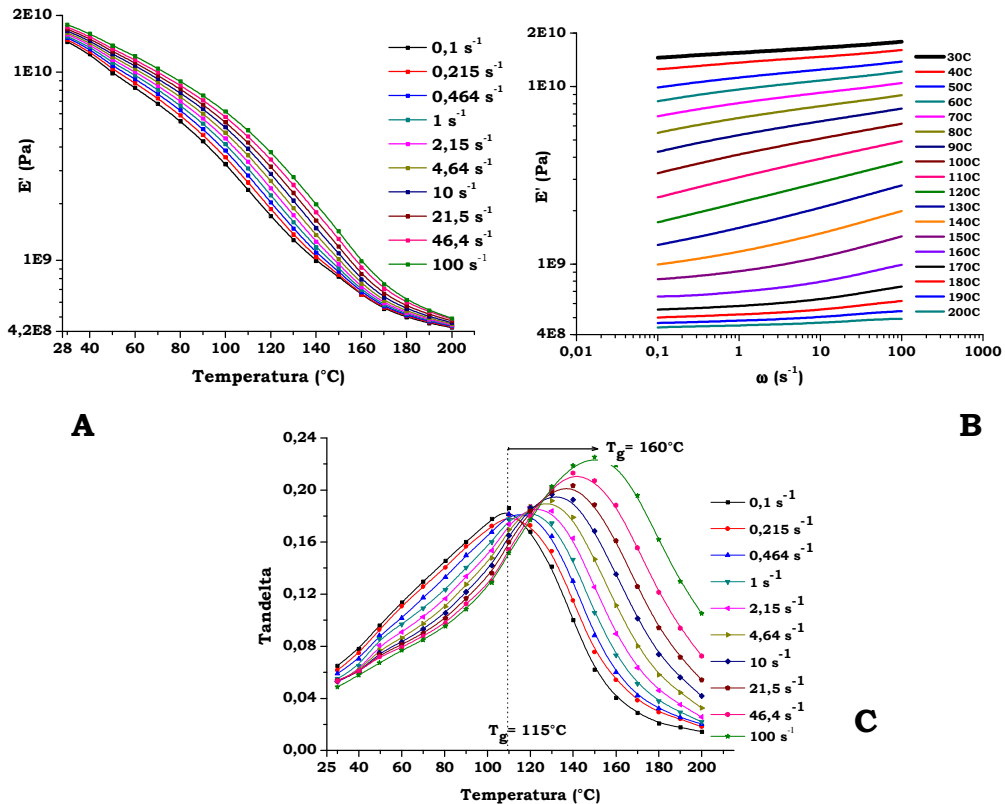 2E10
1E10
1E9
4,2E8
E' (Pa)
28 40 60 80 100 120 140 160 180 200
Temperatura (°C)
0,1 s⁻¹
0,215 s⁻¹
0,464 s⁻¹
1 s⁻¹
2,15 s⁻¹
4,64 s⁻¹
10 s⁻¹
21,5 s⁻¹
46,4 s⁻¹
100 s⁻¹
A
2E10
1E10
1E9
4E8
E' (Pa)
0,01 0,1 1 10 100 1000
ω (s⁻¹)
30C
40C
50C
60C
70C
80C
90C
100C
110C
120C
130C
140C
150C
160C
170C
180C
190C
200C
B
0,24
0,20
0,16
0,12
0,08
0,04
0,00
Tandelta
25 40 60 80 100 120 140 160 180 200
Temperatura (°C)
T_g= 160°C
T_g= 115°C
0,1 s⁻¹
0,215 s⁻¹
0,464 s⁻¹
1 s⁻¹
2,15 s⁻¹
4,64 s⁻¹
10 s⁻¹
21,5 s⁻¹
46,4 s⁻¹
100 s⁻¹
C